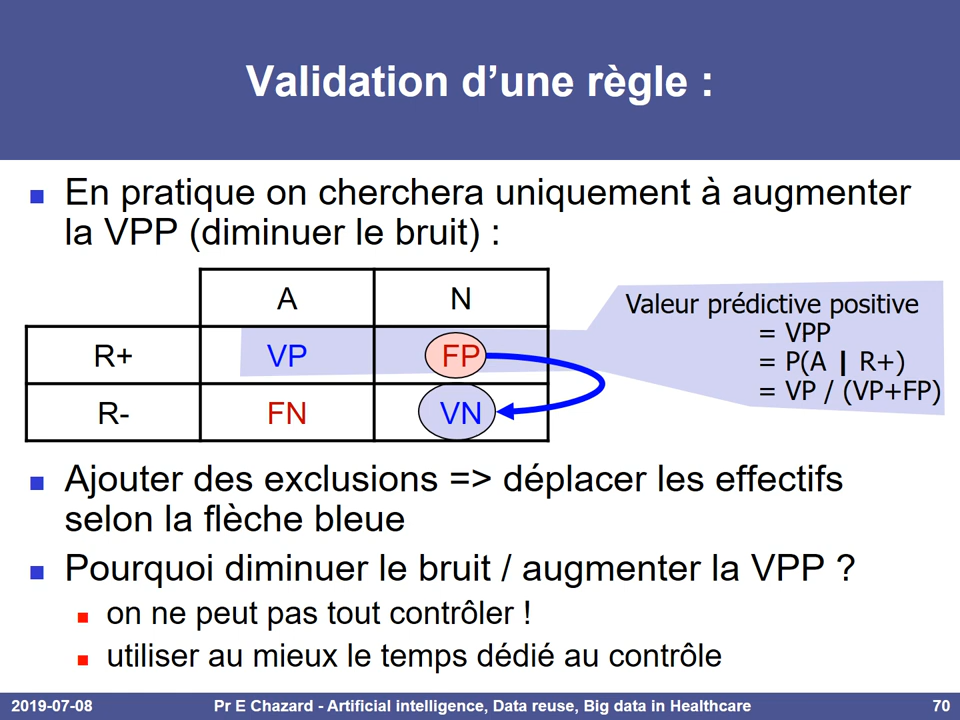 Validation d’une règle :
En pratique on cherchera uniquement à augmenter
la VPP (diminuer le bruit) :
A N
R+ VP FP
R- FN VN
Valeur prédictive positive
= VPP
= P(A | R+)
= VP / (VP+FP)
Ajouter des exclusions => déplacer les effectifs
selon la flèche bleue
Pourquoi diminuer le bruit / augmenter la VPP ?
on ne peut pas tout contrôler !
utiliser au mieux le temps dédié au contrôle
2019-07-08 Pr E Chazard - Artificial intelligence, Data reuse, Big data in Healthcare 70